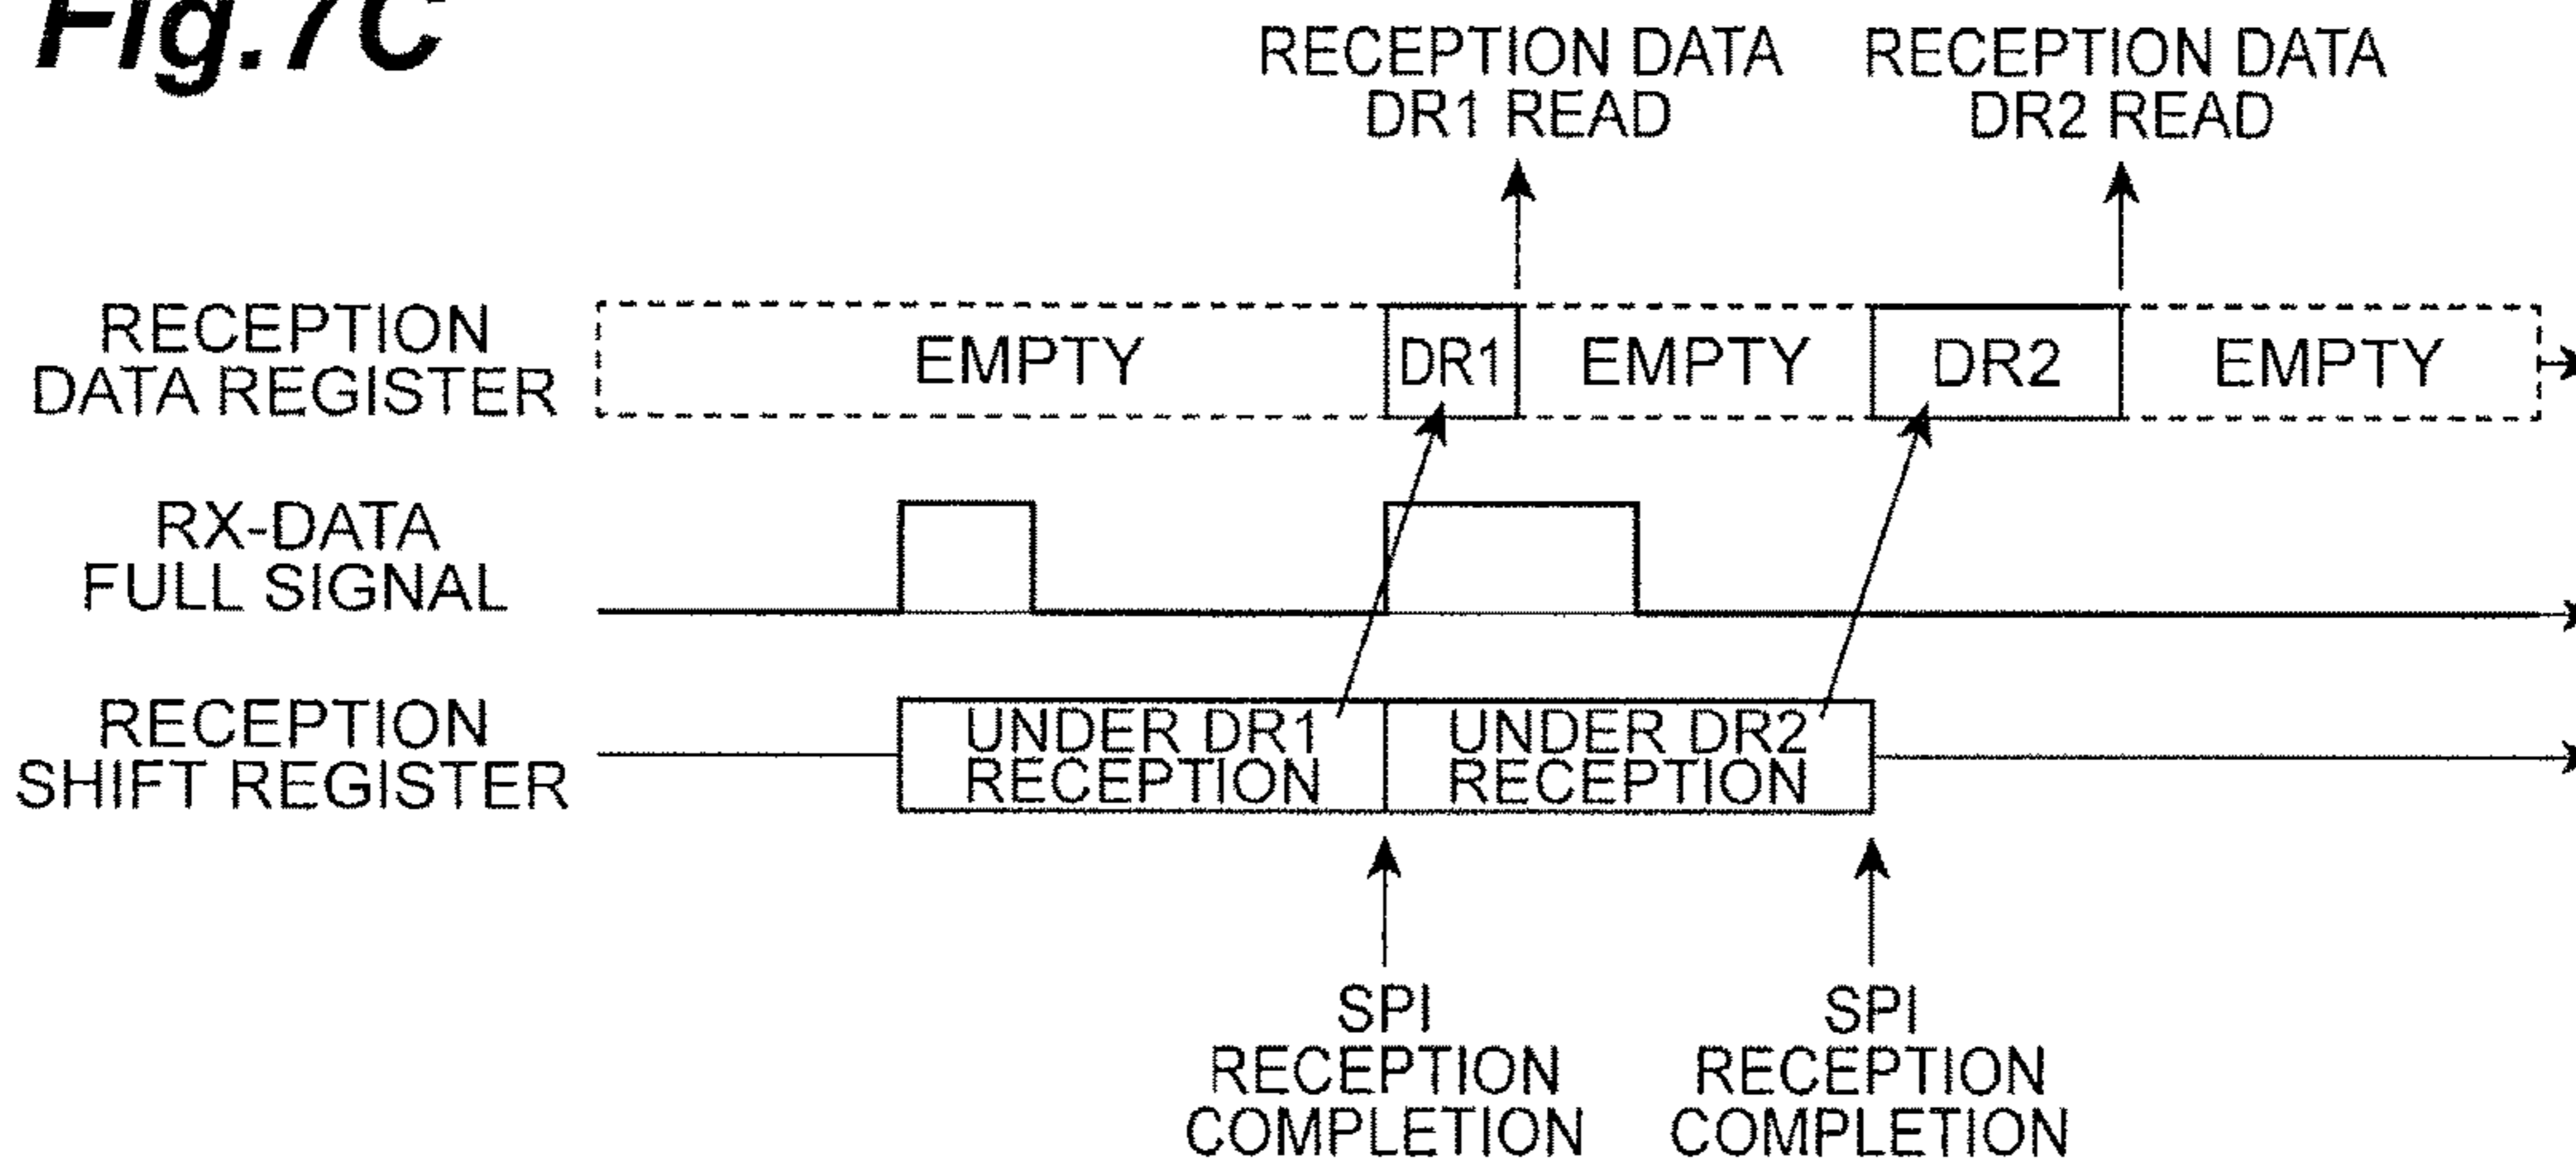 Fig.7C
RECEPTION DATA
DR1 READ
RECEPTION DATA
DR2 READ
RECEPTION
DATA REGISTER
EMPTY
DR1
EMPTY
DR2
EMPTY
RX-DATA
FULL SIGNAL
RECEPTION
SHIFT REGISTER
UNDER DR1
RECEPTION
UNDER DR2
RECEPTION
SPI
RECEPTION
COMPLETION
SPI
RECEPTION
COMPLETION